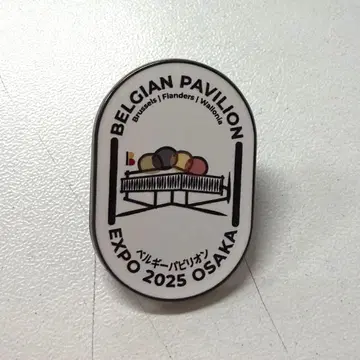 BELGIAN PAVILION
Brussels | Flanders | Wallonia
ベルギーパビリオン
EXPO 2025 OSAKA